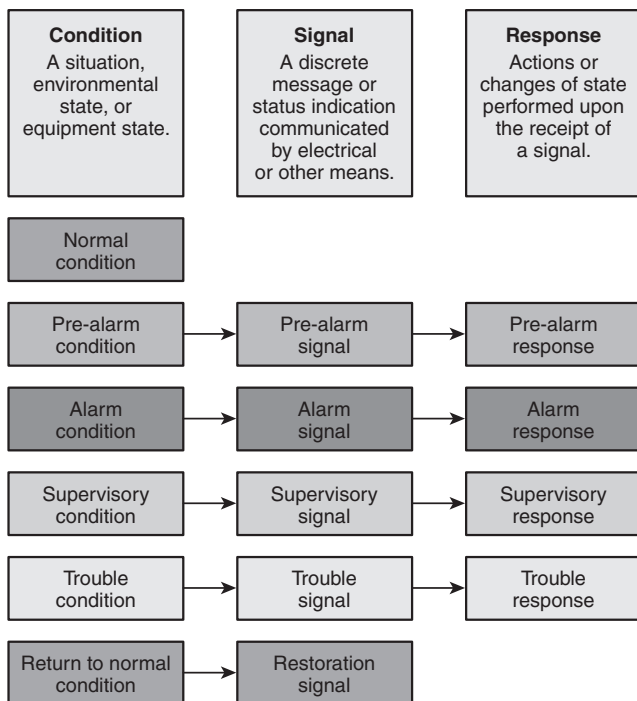 Condition
A situation,
environmental
state, or
equipment state.
Signal
A discrete
message or
status indication
communicated
by electrical
or other means.
Response
Actions or
changes of state
performed upon
the receipt of
a signal.
Normal
condition
Pre-alarm
condition
Pre-alarm
signal
Pre-alarm
response
Alarm
condition
Alarm
signal
Alarm
response
Supervisory
condition
Supervisory
signal
Supervisory
response
Trouble
condition
Trouble
signal
Trouble
response
Return to normal
condition
Restoration
signal